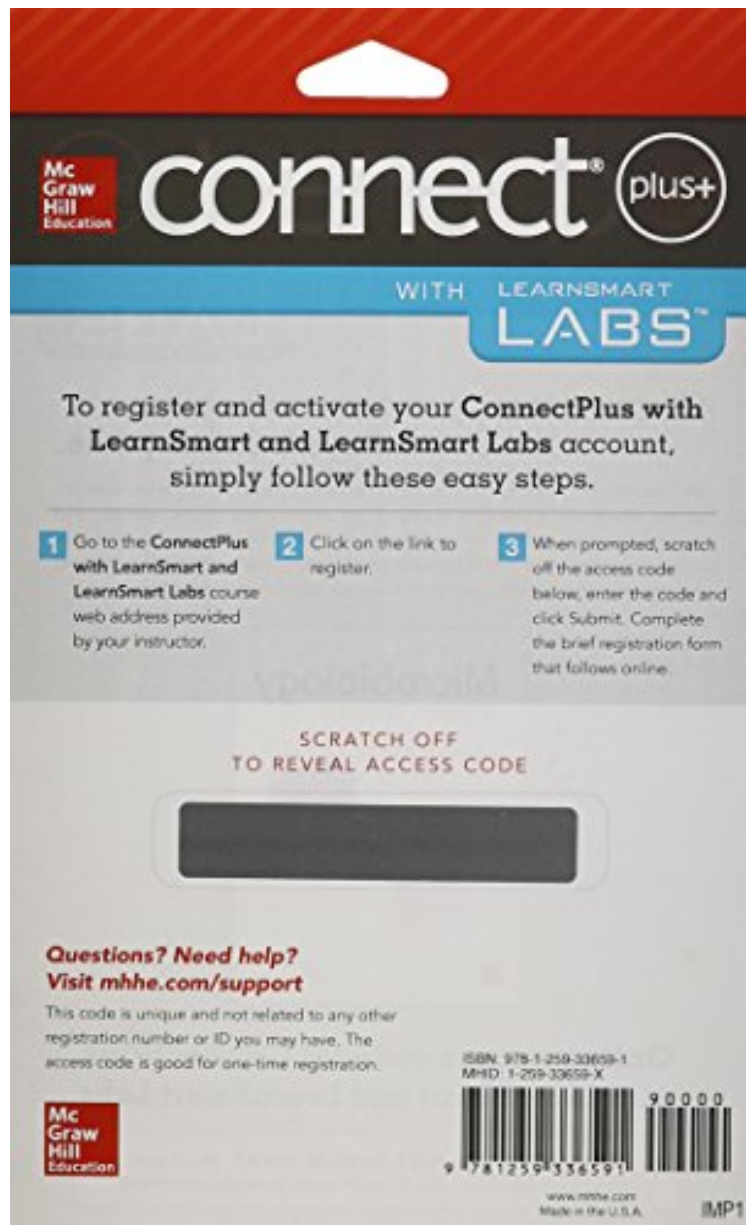 Mc
Graw
Hill
Education
connect® plus+
WITH LEARNSMART
LABS™
To register and activate your ConnectPlus with
LearnSmart and LearnSmart Labs account,
simply follow these easy steps.
1 Go to the ConnectPlus
with LearnSmart and
LearnSmart Labs course
web address provided
by your instructor.
2 Click on the link to
register.
3 When prompted, scratch
off the access code
below, enter the code and
click Submit. Complete
the brief registration form
that follows online.
Microbiology
SCRATCH OFF
TO REVEAL ACCESS CODE
Questions? Need help?
Visit mhhe.com/support
This code is unique and not related to any other
registration number or ID you may have. The
access code is good for one-time registration.
Mc
Graw
Hill
Education
ISBN: 978-1-259-33659-1
MHID: 1-259-33659-X
90000
9 781259 336591
www.mhhe.com
Made in the U.S.A.
IMP1